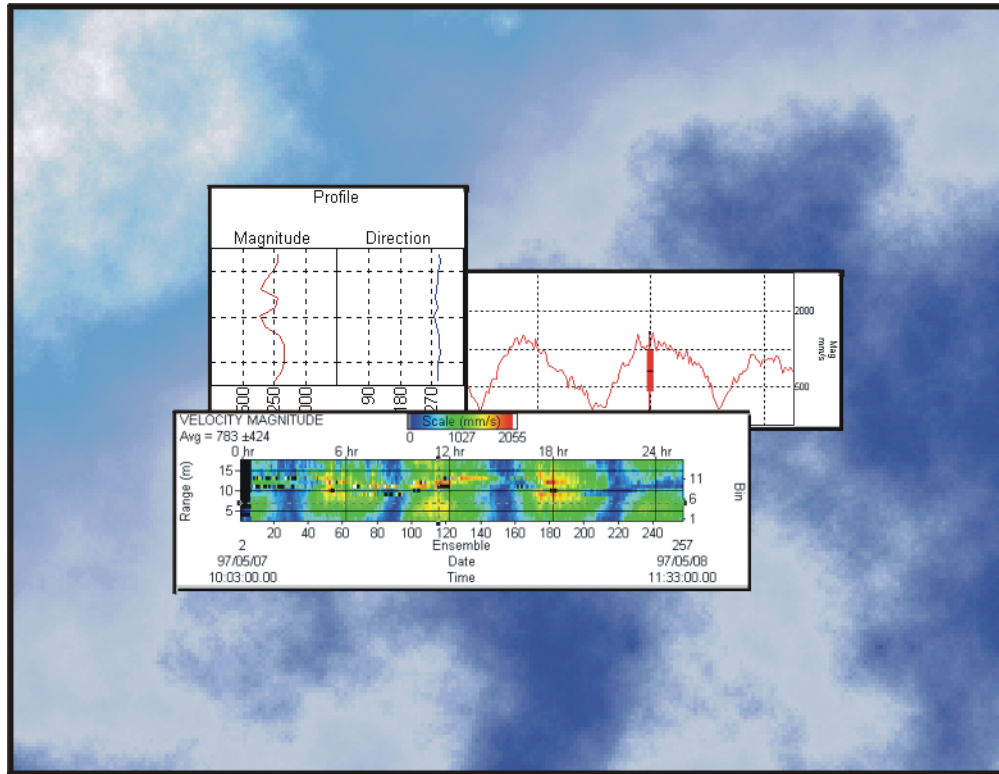 Profile
Magnitude Direction
90
180
270
2000
500
Mag
mm/s
VELOCITY MAGNITUDE
Scale (mm/s)
Avg = 783 ±424
0 1027 2055
0 hr 6 hr 12 hr 18 hr 24 hr
Range (m)
15
10
5
11
6
1
Bin
20 40 60 80 100 120 140 160 180 200 220 240
2 Ensemble 257
97/05/07 Date 97/05/08
10:03:00.00 Time 11:33:00.00